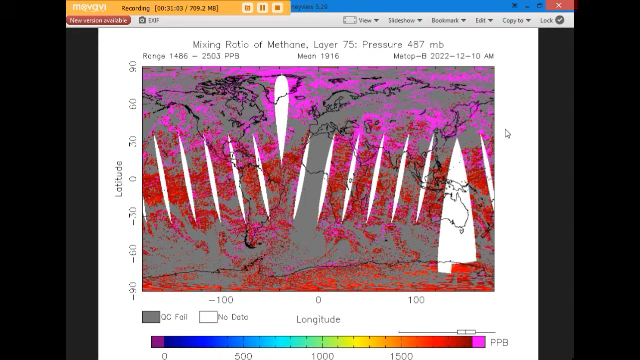 movavi Recording (00:31:03 / 709.2 MB)
New version available EXIF View Slideshow Bookmark Edit Copy to Lock
Mixing Ratio of Methane, Layer 75: Pressure 487 mb
Range 1486 - 2503 PPB Mean 1916 Metop-B 2022-12-10 AM
90
60
30
0
-30
-60
-90
Latitude
-100 0 100
QC Fail No Data Longitude
PPB
0 500 1000 1500